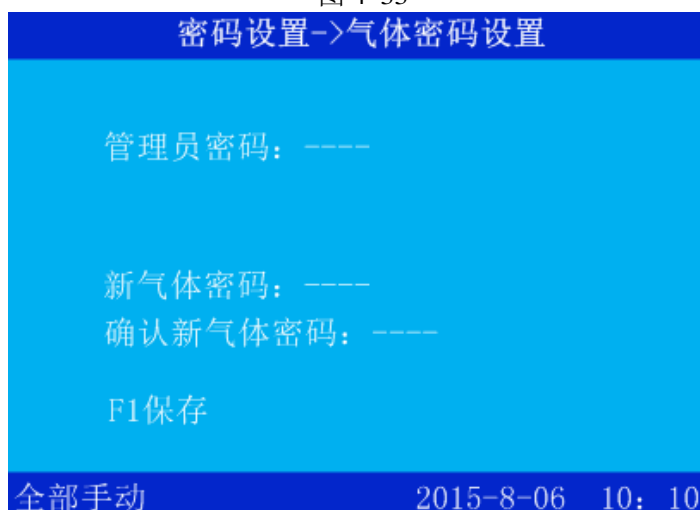 密码设置->气体密码设置
管理员密码：----
新气体密码：----
确认新气体密码：----
F1保存
全部手动 2015-8-06 10：10